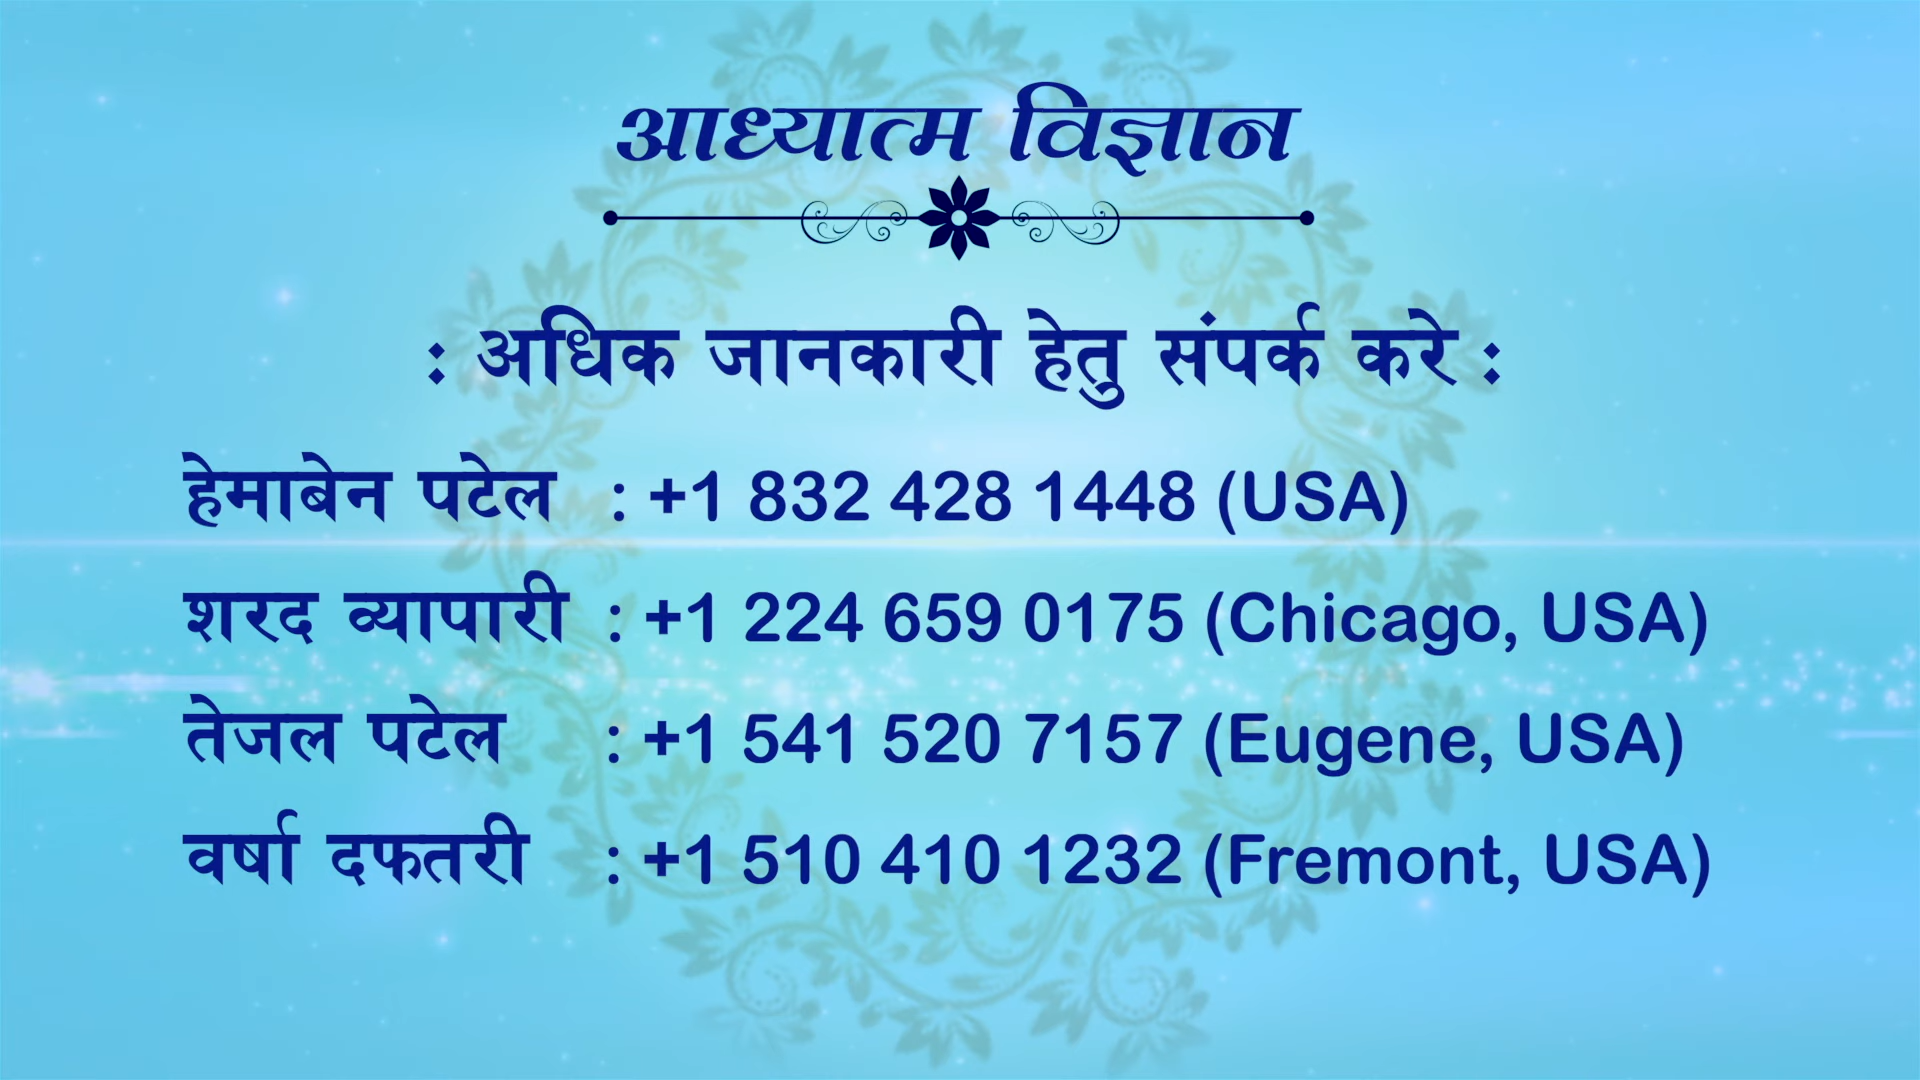 आध्यात्म विज्ञान
: अधिक जानकारी हेतु संपर्क करे :
हेमाबेन पटेल : +1 832 428 1448 (USA)
शरद व्यापारी : +1 224 659 0175 (Chicago, USA)
तेजल पटेल : +1 541 520 7157 (Eugene, USA)
वर्षा दफतरी : +1 510 410 1232 (Fremont, USA)